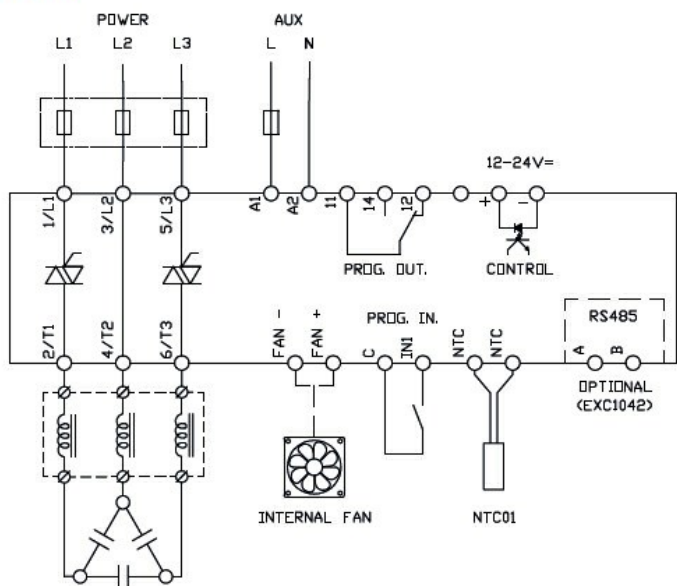 POWER AUX
L1 L2 L3 L N
12-24V=
1/L1 3/L2 5/L3 A1 A2 11 14 12 + -
PROG. OUT. CONTROL
FAN - FAN + PROG. IN. RS485
2/T1 4/T2 6/T3 C IN1 NTC NTC A B
OPTIONAL
(EXC1042)
INTERNAL FAN NTC01